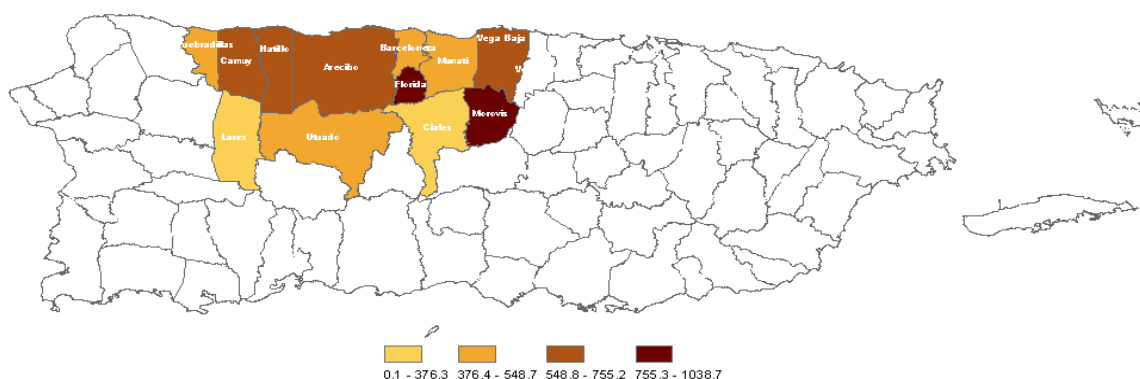 uebradillas
Camuy
Hatillo
Arecibo
Barceloneta
Florida
Manatí
Vega Baja
V
Morovis
Lares
Utuado
Ciales
0.1 - 376.3 376.4 - 548.7 548.8 - 755.2 755.3 - 1038.7